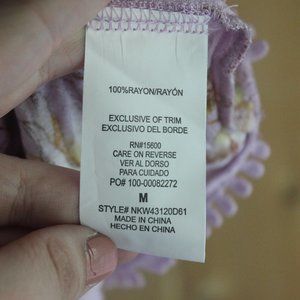 100%RAYON/RAYÓN
EXCLUSIVE OF TRIM
EXCLUSIVO DEL BORDE
RN#15600
CARE ON REVERSE
VER AL DORSO
PARA CUIDADO
PO# 100-00082272
M
STYLE# NKW43120D61
MADE IN CHINA
HECHO EN CHINA